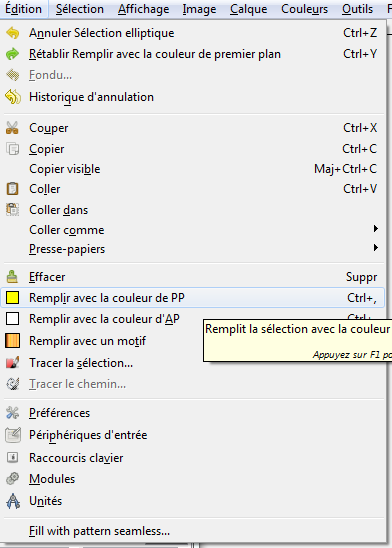 Édition Sélection Affichage Image Calque Couleurs Outils
Annuler Sélection elliptique Ctrl+Z
Rétablir Remplir avec la couleur de premier plan Ctrl+Y
Fondu...
Historique d'annulation
Couper Ctrl+X
Copier Ctrl+C
Copier visible Maj+Ctrl+C
Coller Ctrl+V
Coller dans
Coller comme
Presse-papiers
Effacer Suppr
Remplir avec la couleur de PP Ctrl+,
Remplir avec la couleur d'AP
Remplit la sélection avec la couleur
Remplir avec un motif
Appuyez sur F1
Tracer la sélection...
Tracer le chemin...
Préférences
Périphériques d'entrée
Raccourcis clavier
Modules
Unités
Fill with pattern seamless...